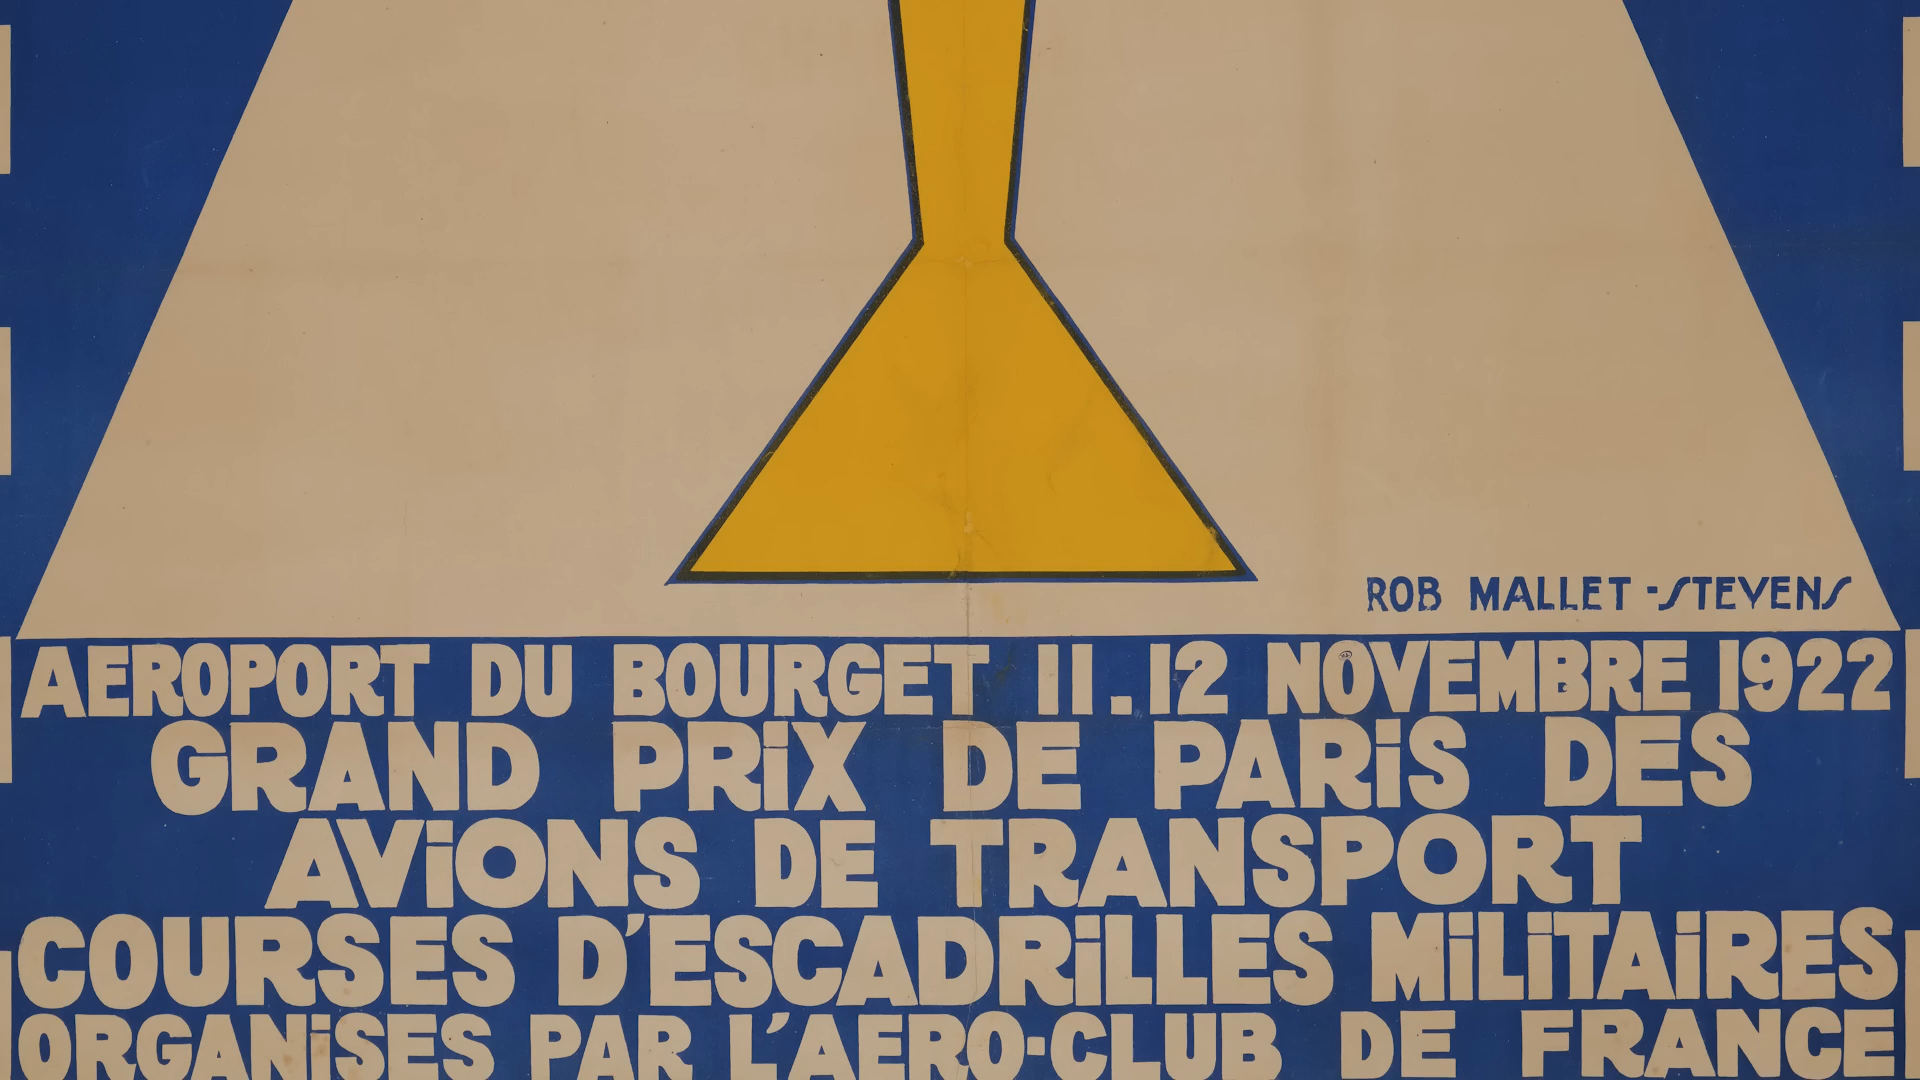 ROB MALLET-STEVENS
AEROPORT DU BOURGET 11.12 NOVEMBRE 1922
GRAND PRiX DE PARiS DES
AViONS DE TRANSPORT
COURSES D'ESCADRiLLES MiLiTAiRES
ORGANiSES PAR L'AERO-CLUB DE FRANCE